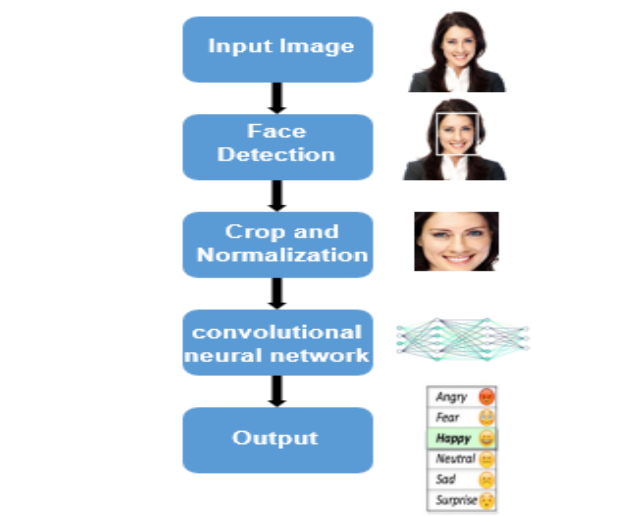 Input Image
Face
Detection
Crop and
Normalization
convolutional
neural network
Output
Angry
Fear
Happy
Neutral
Sad
Surprise